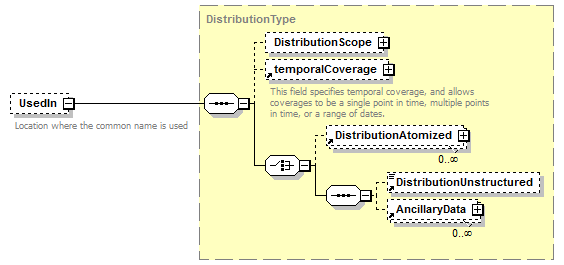 DistributionType
DistributionScope
temporalCoverage
This field specifies temporal coverage, and allows
coverages to be a single point in time, multiple points
in time, or a range of dates.
UsedIn
Location where the common name is used
DistributionAtomized
0..∞
DistributionUnstructured
AncillaryData
0..∞